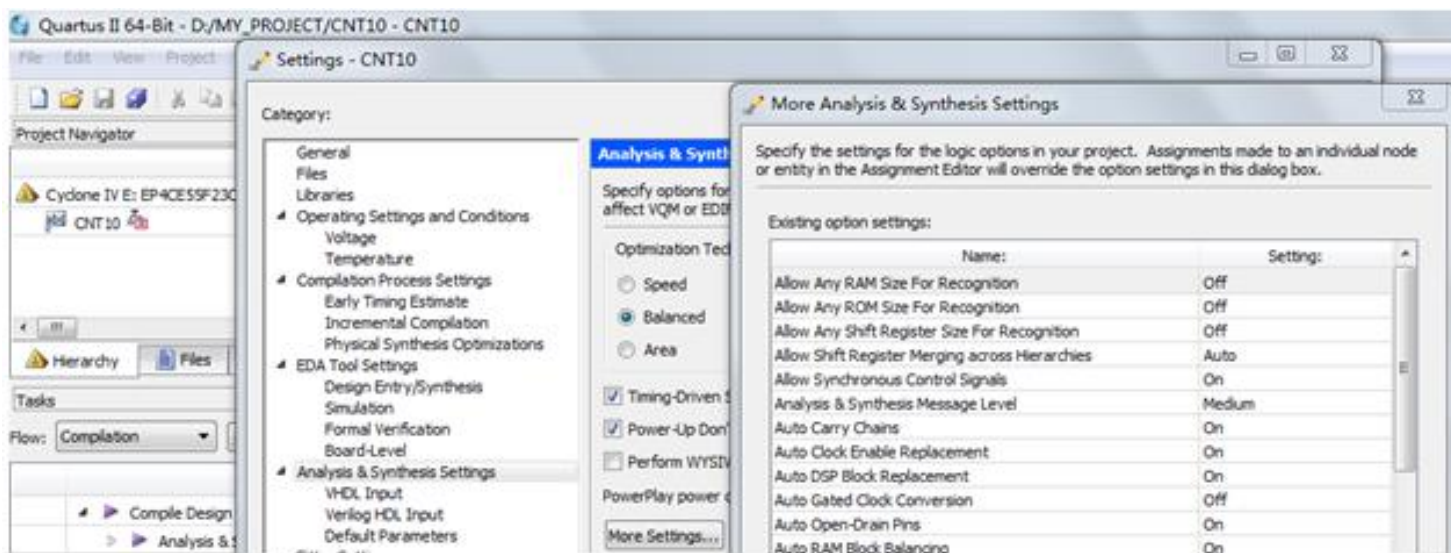 Quartus II 64-Bit - D:/MY_PROJECT/CNT10 - CNT10
File Edit View Project
Settings - CNT10
Category:
Project Navigator
Cyclone IV E: EP4CE55F23C
CNT10
Hierarchy Files
Tasks
Flow: Compilation
Compile Design
Analysis & S
General
Files
Libraries
Operating Settings and Conditions
Voltage
Temperature
Compilation Process Settings
Early Timing Estimate
Incremental Compilation
Physical Synthesis Optimizations
EDA Tool Settings
Design Entry/Synthesis
Simulation
Formal Verification
Board-Level
Analysis & Synthesis Settings
VHDL Input
Verilog HDL Input
Default Parameters
Analysis & Synth
Specify options for
affect VQM or EDIF
Optimization Tech
Speed
Balanced
Area
Timing-Driven S
Power-Up Don'
Perform WYSIW
PowerPlay power o
More Settings...
More Analysis & Synthesis Settings
Specify the settings for the logic options in your project. Assignments made to an individual node
or entity in the Assignment Editor will override the option settings in this dialog box.
Existing option settings:
Name: Setting:
Allow Any RAM Size For Recognition Off
Allow Any ROM Size For Recognition Off
Allow Any Shift Register Size For Recognition Off
Allow Shift Register Merging across Hierarchies Auto
Allow Synchronous Control Signals On
Analysis & Synthesis Message Level Medium
Auto Carry Chains On
Auto Clock Enable Replacement On
Auto DSP Block Replacement On
Auto Gated Clock Conversion Off
Auto Open-Drain Pins On
Auto RAM Block Balancing On